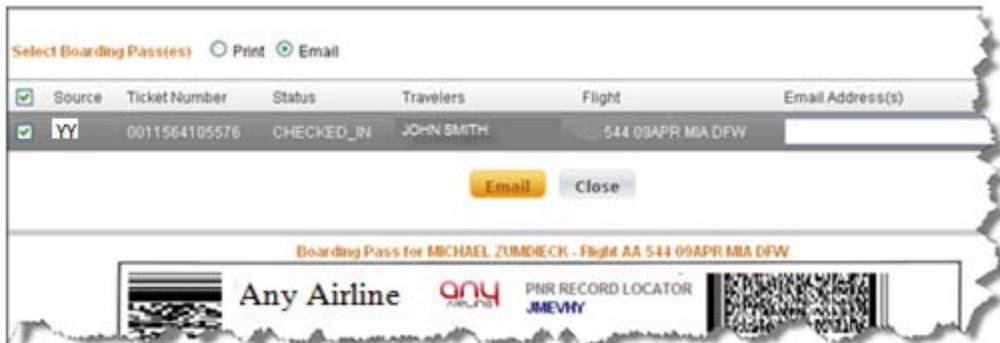 Select Boarding Pass(es) Print Email
Source Ticket Number Status Travelers Flight Email Address(s)
YY 0011564105576 CHECKED_IN JOHN SMITH 544 09APR MIA DFW
Email Close
Boarding Pass for MICHAEL ZUMDIECK - Flight AA 544 09APR MIA DFW
Any Airline any AIRLINE PNR RECORD LOCATOR
JMEVHY